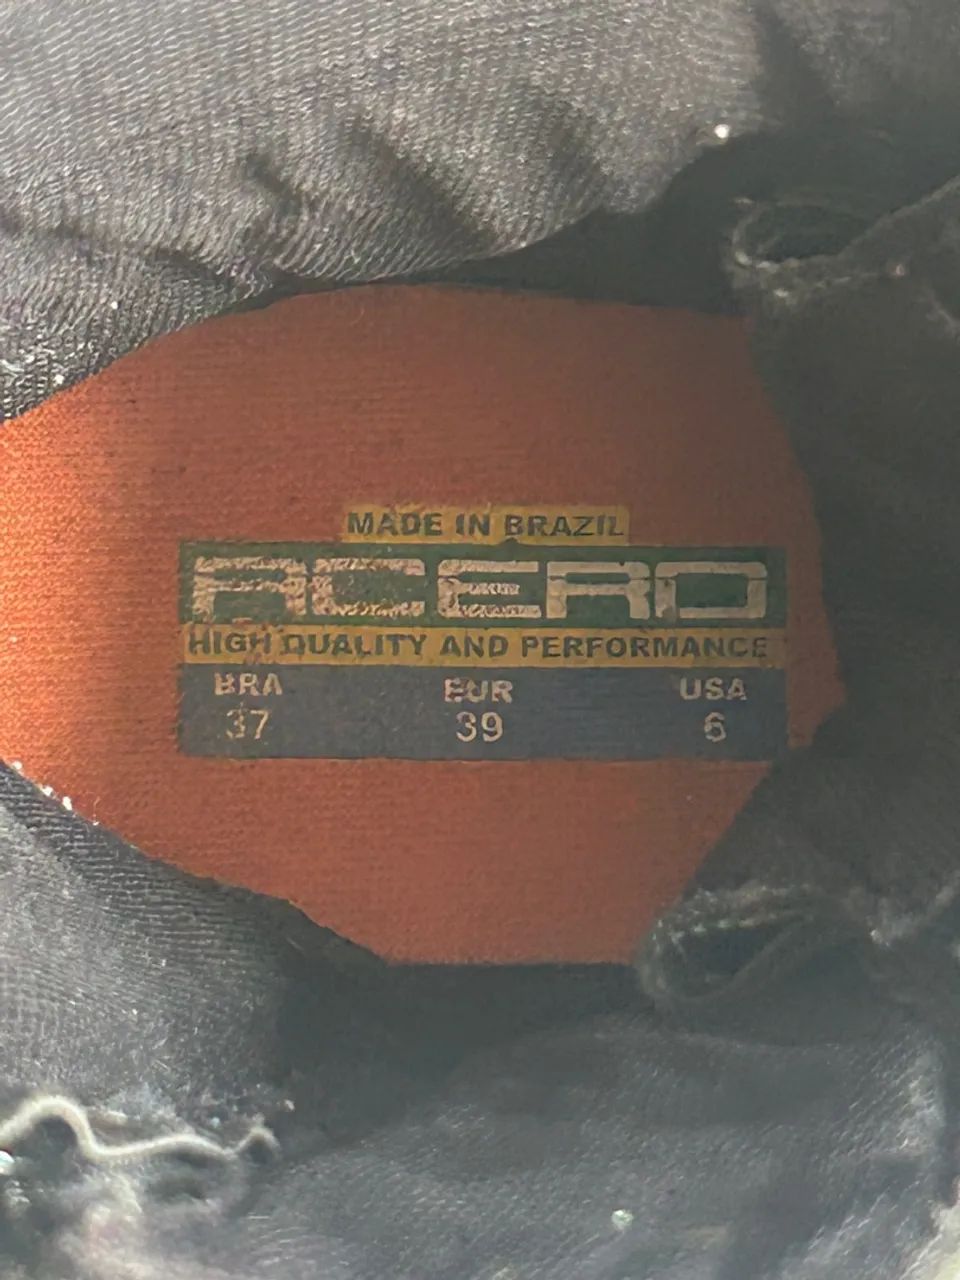 MADE IN BRAZIL
ACERO
HIGH QUALITY AND PERFORMANCE
BRA EUR USA
37 39 6